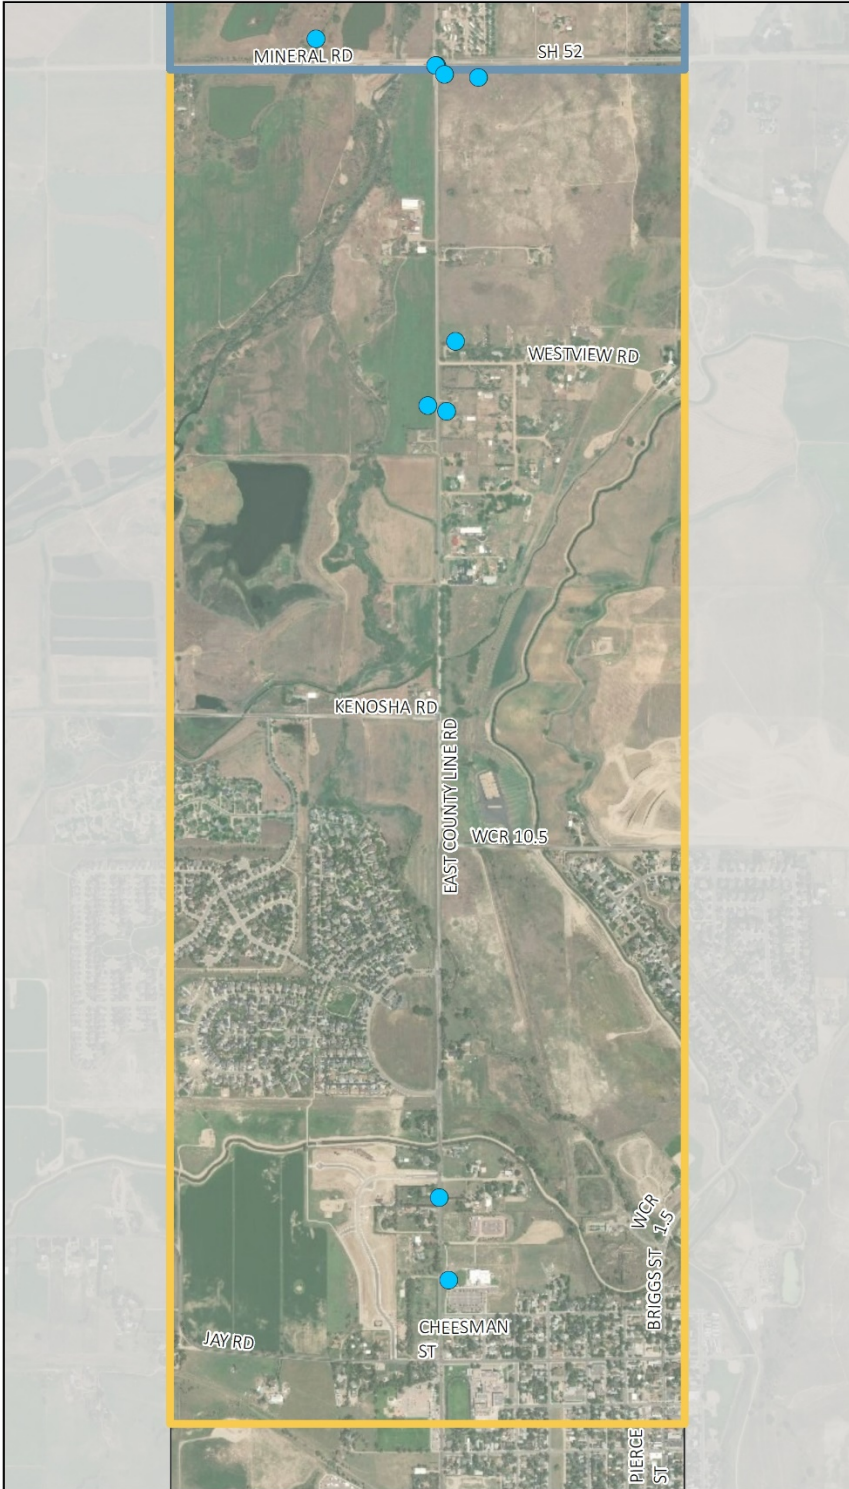 SH 52
MINERAL RD
WESTVIEW RD
KENOSHA RD
EAST COUNTY LINE RD
WCR 10.5
WCR
1.5
BRIGGS ST
CHEESMAN
ST
JAY RD
PIERCE
ST